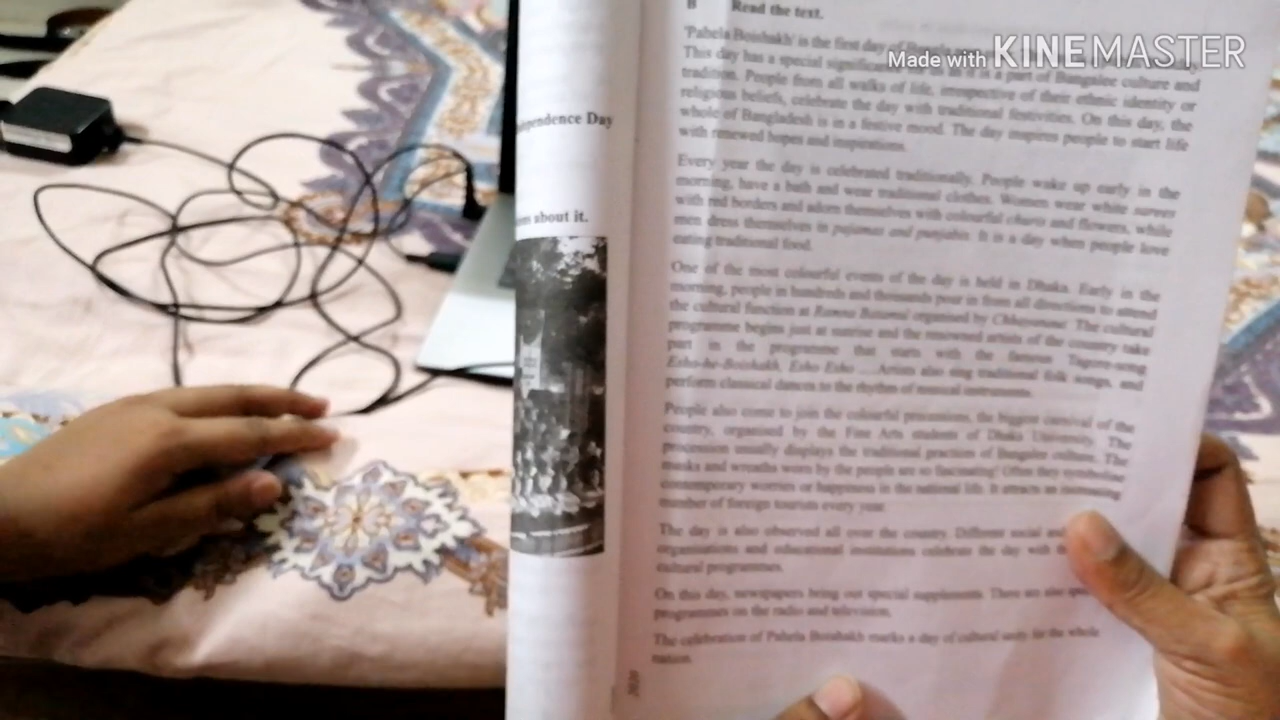 Made with KINEMASTER
ependence Day
ons about it.
B Read the text.
'Pahela Boishakh' is the first day of Bangla
This day has a special significance for us as it is a part of Bangalee culture and
tradition. People from all walks of life, irrespective of their ethnic identity or
religious beliefs, celebrate the day with traditional festivities. On this day, the
whole of Bangladesh is in a festive mood. The day inspires people to start life
with renewed hopes and inspirations.
Every year the day is celebrated traditionally. People wake up early in the
morning, have a bath and wear traditional clothes. Women wear white sarees
with red borders and adorn themselves with colourful churis and flowers, while
men dress themselves in pajamas and punjabis. It is a day when people love
eating traditional food.
One of the most colourful events of the day is held in Dhaka. Early in the
morning, people in hundreds and thousands pour in from all directions to attend
the cultural function at Ramna Batamul organised by Chhayanaut. The cultural
programme begins just at sunrise and the renowned artists of the country take
part in the programme that starts with the famous Tagore-song
Esho-he-Boishakh, Esho Esho ... Artists also sing traditional folk songs, and
perform classical dances to the rhythm of musical instruments.
People also come to join the colourful processions, the biggest carnival of the
country, organised by the Fine Arts students of Dhaka University. The
procession usually displays the traditional practices of Bangalee culture. The
masks and wreaths worn by the people are so fascinating! Often they symbolise
contemporary worries or happiness in the national life. It attracts an increasing
number of foreign tourists every year.
The day is also observed all over the country. Different social and
organisations and educational institutions celebrate the day with
cultural programmes.
On this day, newspapers bring out special supplements. There are also
programmes on the radio and television.
The celebration of Pahela Boishakh marks a day of cultural unity for the whole
nation.